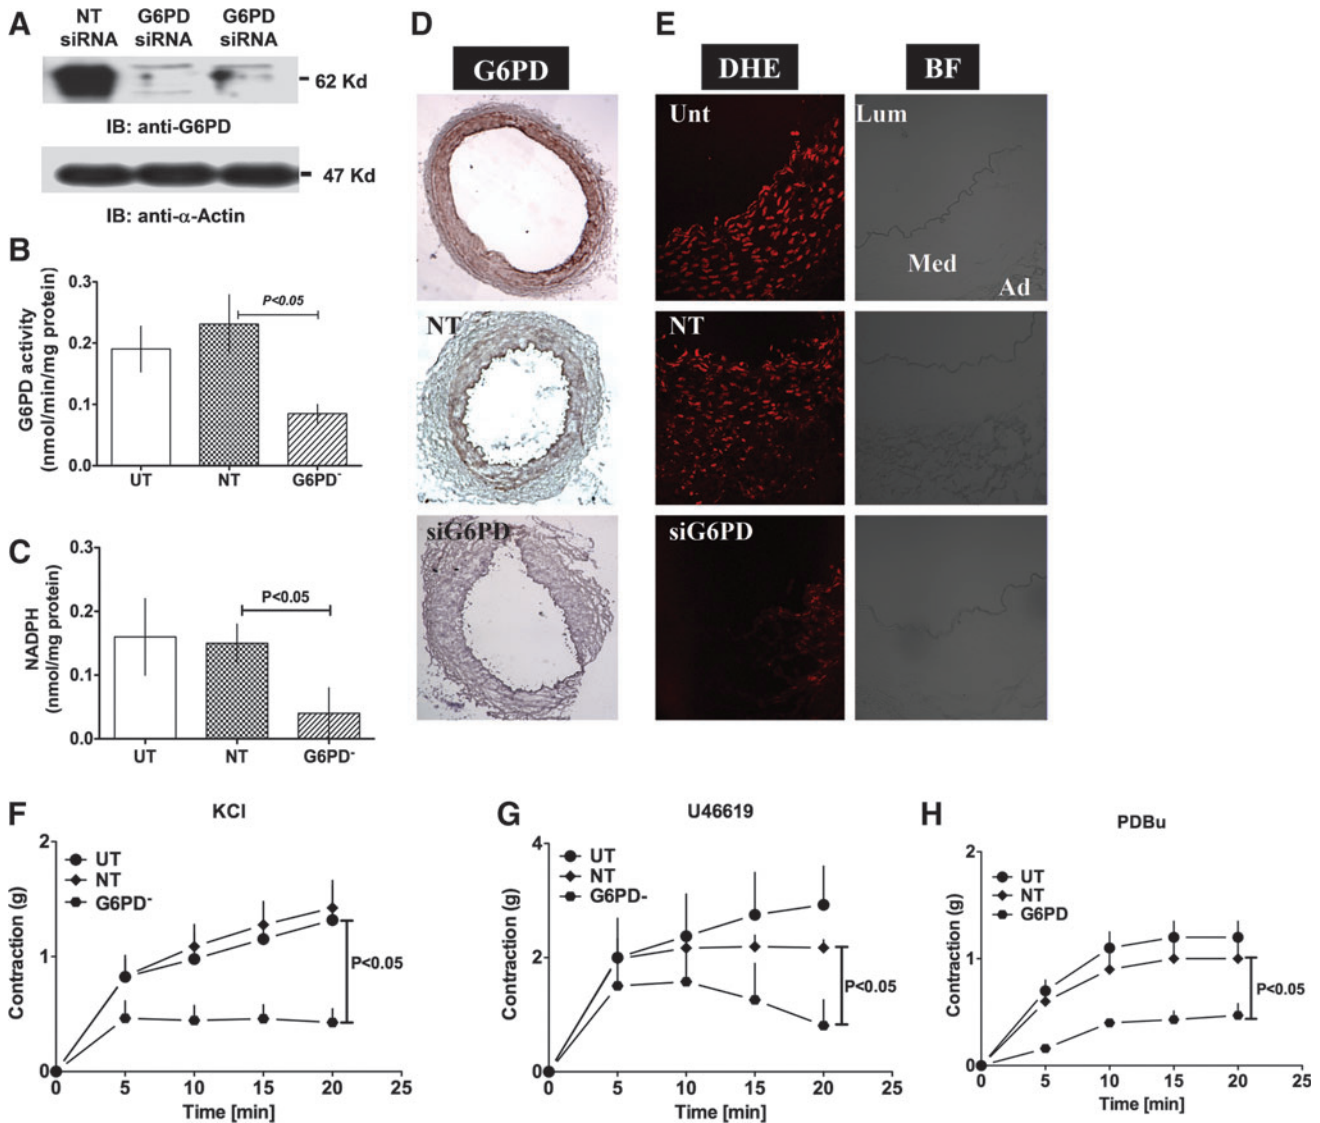 A
NT siRNA
G6PD siRNA
G6PD siRNA
62 Kd
IB: anti-G6PD
47 Kd
IB: anti-α-Actin
B
G6PD activity
(nmol/min/mg protein)
0.3
0.2
0.1
0.0
P<0.05
UT
NT
G6PD⁻
C
NADPH
(nmol/mg protein)
0.3
0.2
0.1
0.0
P<0.05
UT
NT
G6PD⁻
D
G6PD
NT
siG6PD
E
DHE
BF
Unt
Lum
Med
Ad
NT
siG6PD
F
KCl
Contraction (g)
2
1
0
UT
NT
G6PD⁻
P<0.05
0 5 10 15 20 25
Time [min]
G
U46619
Contraction (g)
4
2
0
UT
NT
G6PD-
P<0.05
0 5 10 15 20 25
Time [min]
H
PDBu
Contraction (g)
2
1
0
UT
NT
G6PD
P<0.05
0 5 10 15 20 25
Time [min]